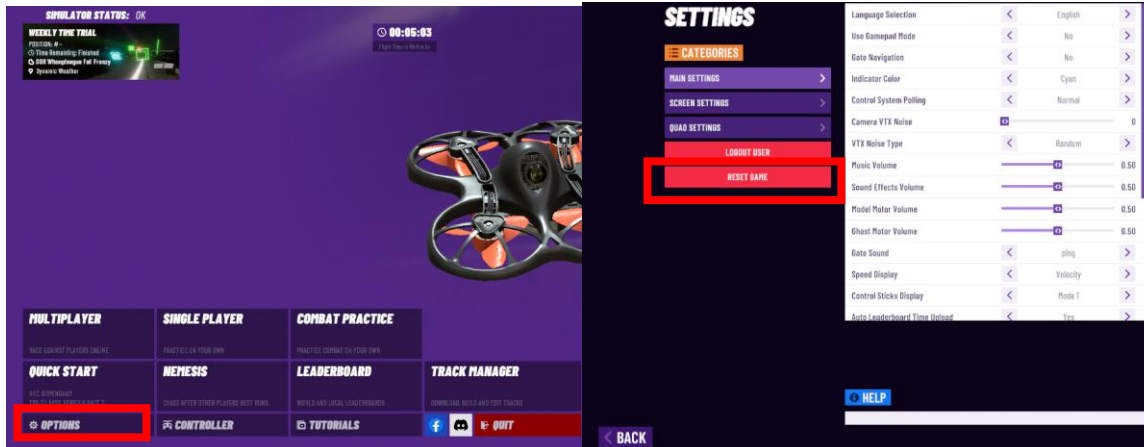 SIMULATOR STATUS: OK
WEEKLY TIME TRIAL
POSITION: #--
Time Remaining: Finished
DDR Whooploague Fall Frenzy
Dynamic Weather
00:05:03
MULTIPLAYER
RACE AGAINST PLAYERS ONLINE
SINGLE PLAYER
PRACTICE ON YOUR OWN
COMBAT PRACTICE
PRACTICE COMBAT ON YOUR OWN
QUICK START
NEMESIS
CHASE AFTER OTHER PLAYERS BEST RUNS
LEADERBOARD
WORLD AND LOCAL LEADERBOARDS
TRACK MANAGER
DOWNLOAD, BUILD AND EDIT TRACKS
OPTIONS
CONTROLLER
TUTORIALS
QUIT
SETTINGS
CATEGORIES
MAIN SETTINGS
SCREEN SETTINGS
QUAD SETTINGS
LOGOUT USER
RESET GAME
Language Selection < English >
Use Gamepad Mode < No >
Gate Navigation < No >
Indicator Color < Cyan >
Control System Polling < Normal >
Camera VTX Noise 0
VTX Noise Type < Random >
Music Volume 0.50
Sound Effects Volume 0.50
Model Motor Volume 0.50
Ghost Motor Volume 0.50
Gate Sound < ping >
Speed Display < Velocity >
Control Sticks Display < Mode 1 >
Auto Leaderboard Time Upload < Yes >
HELP
< BACK